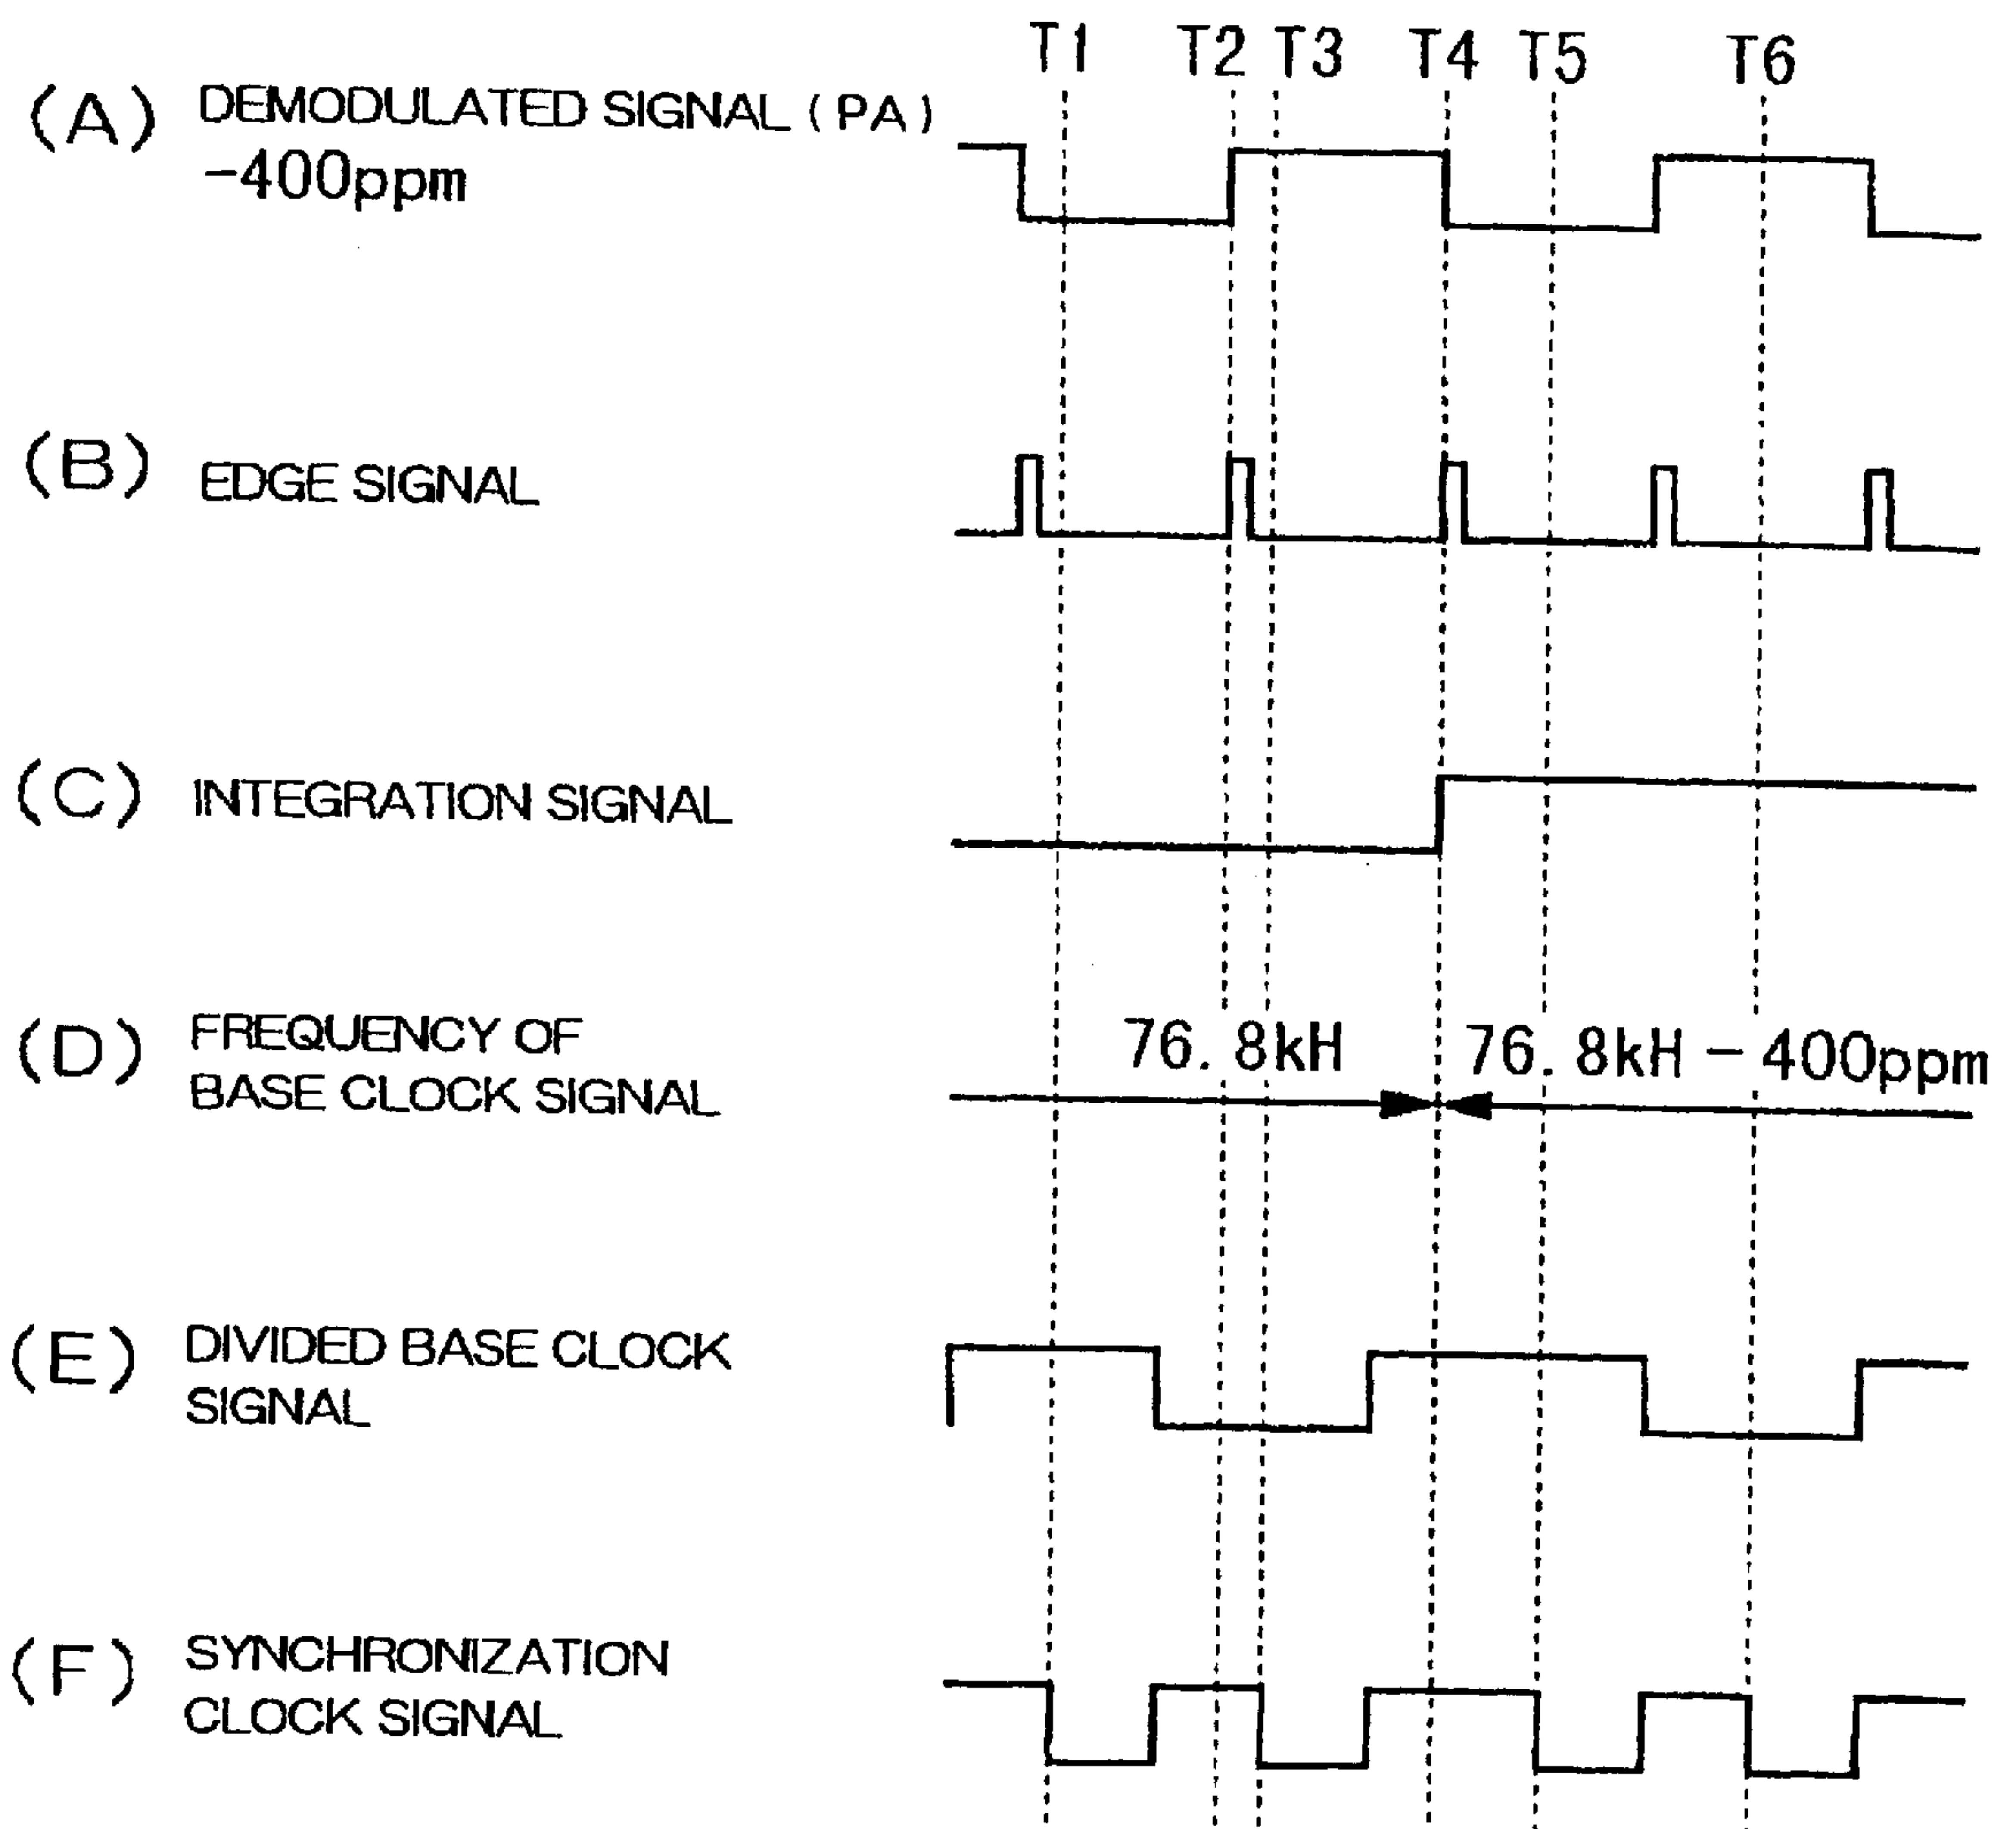 T1 T2 T3 T4 T5 T6
(A) DEMODULATED SIGNAL (PA)
-400ppm
(B) EDGE SIGNAL
(C) INTEGRATION SIGNAL
(D) FREQUENCY OF
BASE CLOCK SIGNAL
76.8kH 76.8kH - 400ppm
(E) DIVIDED BASE CLOCK
SIGNAL
(F) SYNCHRONIZATION
CLOCK SIGNAL